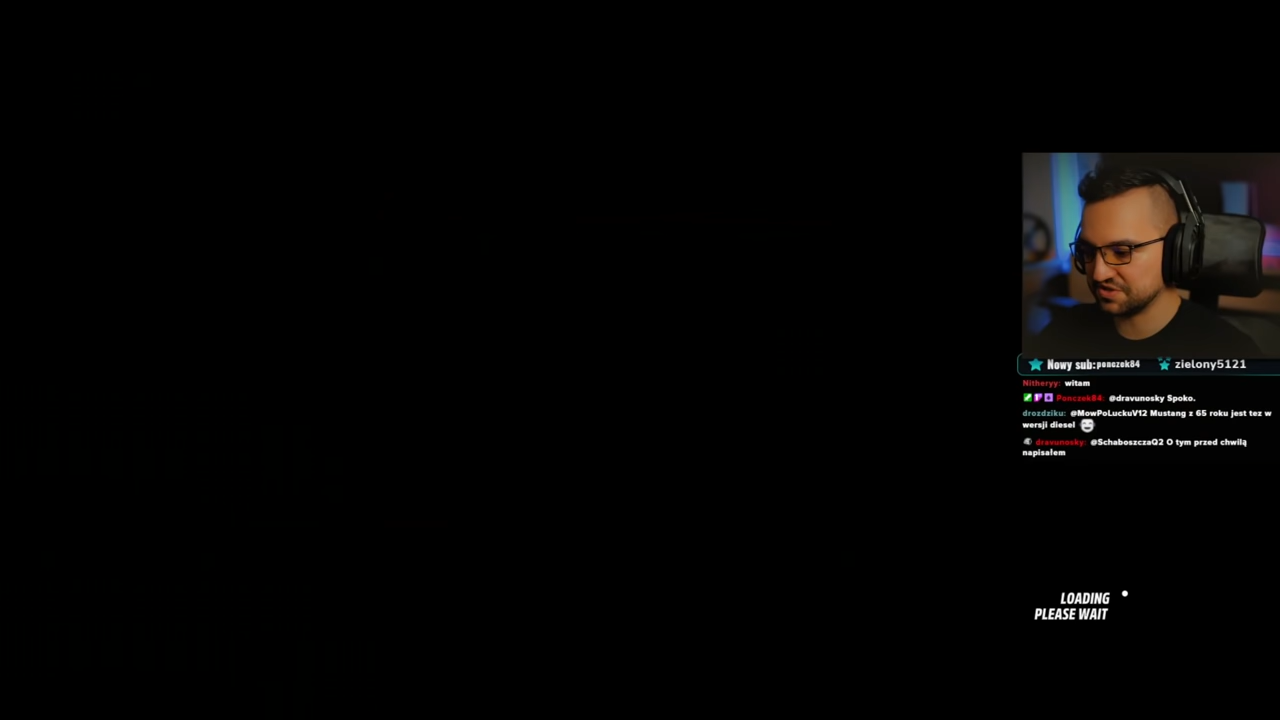 Nowy sub: ponczek84 zielony5121
Nitheryy: witam
Ponczek84: @dravunosky Spoko.
drozdziku: @MowPoLuckuV12 Mustang z 65 roku jest tez w
wersji diesel
dravunosky: @SchaboszczaQ2 O tym przed chwilą
napisałem
LOADING
PLEASE WAIT